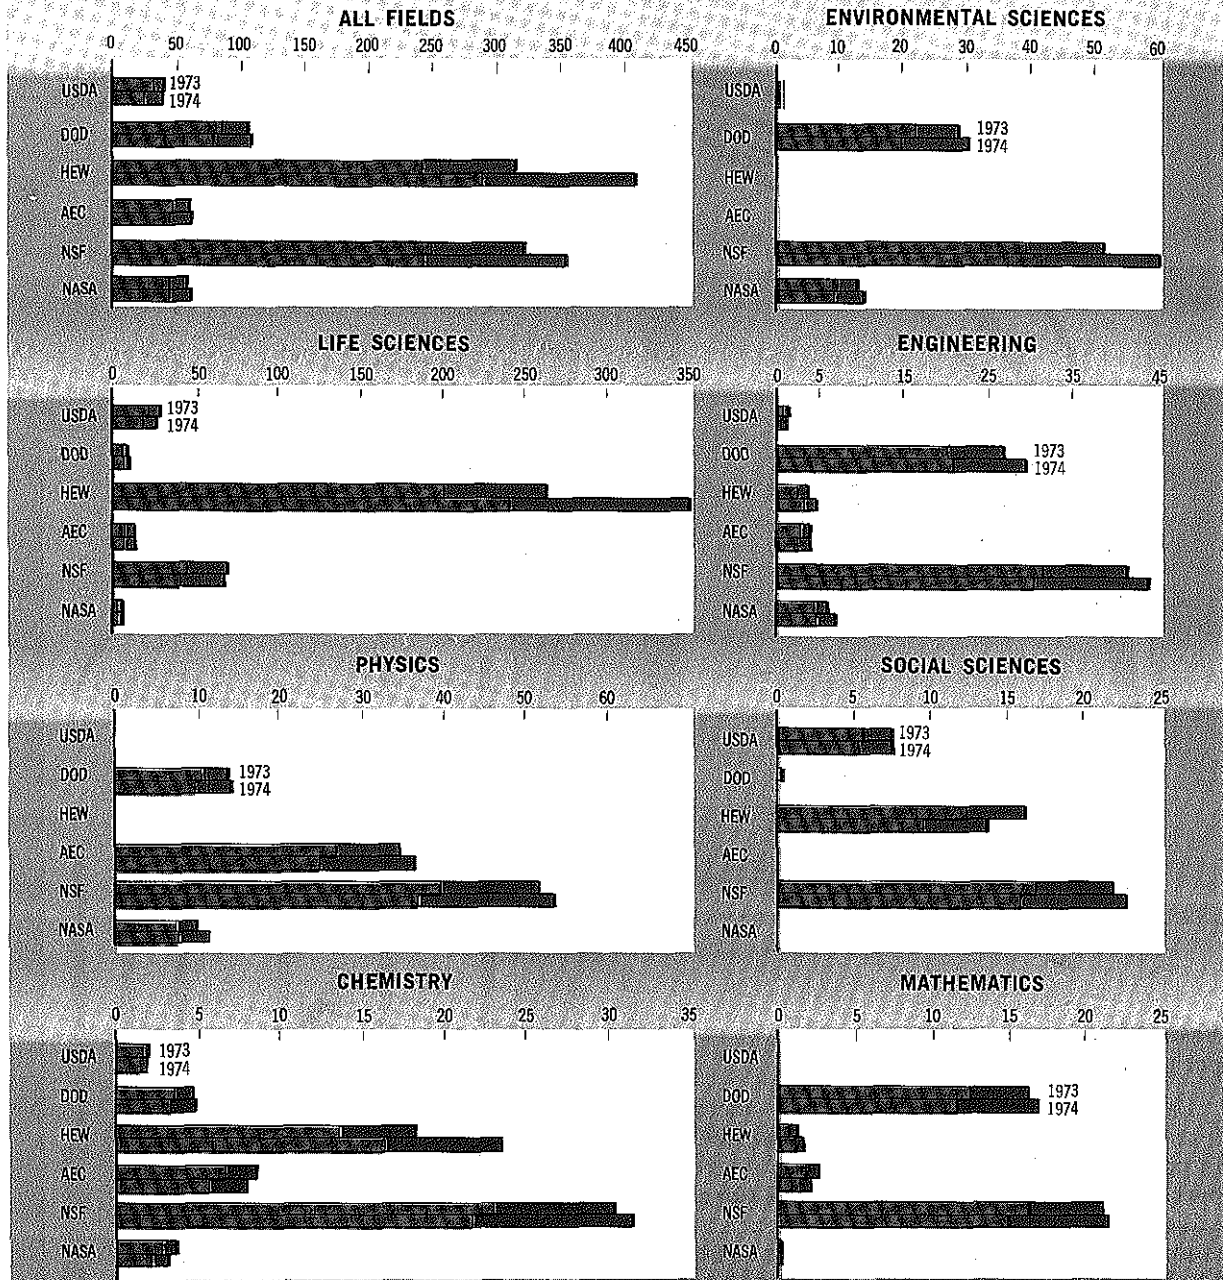 ALL FIELDS
0 50 100 150 200 250 300 350 400 450
USDA 1973
1974
DOD
HEW
AEC
NSF
NASA
ENVIRONMENTAL SCIENCES
0 10 20 30 40 50 60
USDA
DOD 1973
1974
HEW
AEC
NSF
NASA
LIFE SCIENCES
0 50 100 150 200 250 300 350
USDA 1973
1974
DOD
HEW
AEC
NSF
NASA
ENGINEERING
0 5 15 25 35 45
USDA
DOD 1973
1974
HEW
AEC
NSF
NASA
PHYSICS
0 10 20 30 40 50 60
USDA
DOD 1973
1974
HEW
AEC
NSF
NASA
SOCIAL SCIENCES
0 5 10 15 20 25
USDA 1973
1974
DOD
HEW
AEC
NSF
NASA
CHEMISTRY
0 5 10 15 20 25 30 35
USDA 1973
1974
DOD
HEW
AEC
NSF
NASA
MATHEMATICS
0 5 10 15 20 25
USDA
DOD 1973
1974
HEW
AEC
NSF
NASA